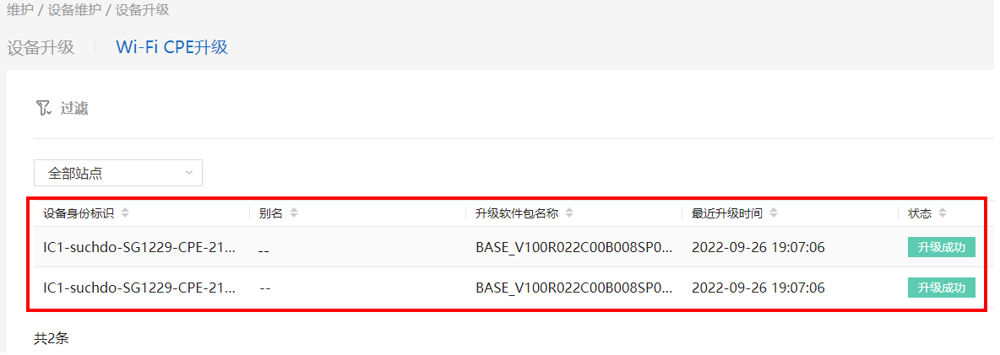 维护 / 设备维护 / 设备升级
设备升级 Wi-Fi CPE升级
过滤
全部站点
设备身份标识 别名 升级软件包名称 最近升级时间 状态
IC1-suchdo-SG1229-CPE-21... -- BASE_V100R022C00B008SP0... 2022-09-26 19:07:06 升级成功
IC1-suchdo-SG1229-CPE-21... -- BASE_V100R022C00B008SP0... 2022-09-26 19:07:06 升级成功
共2条